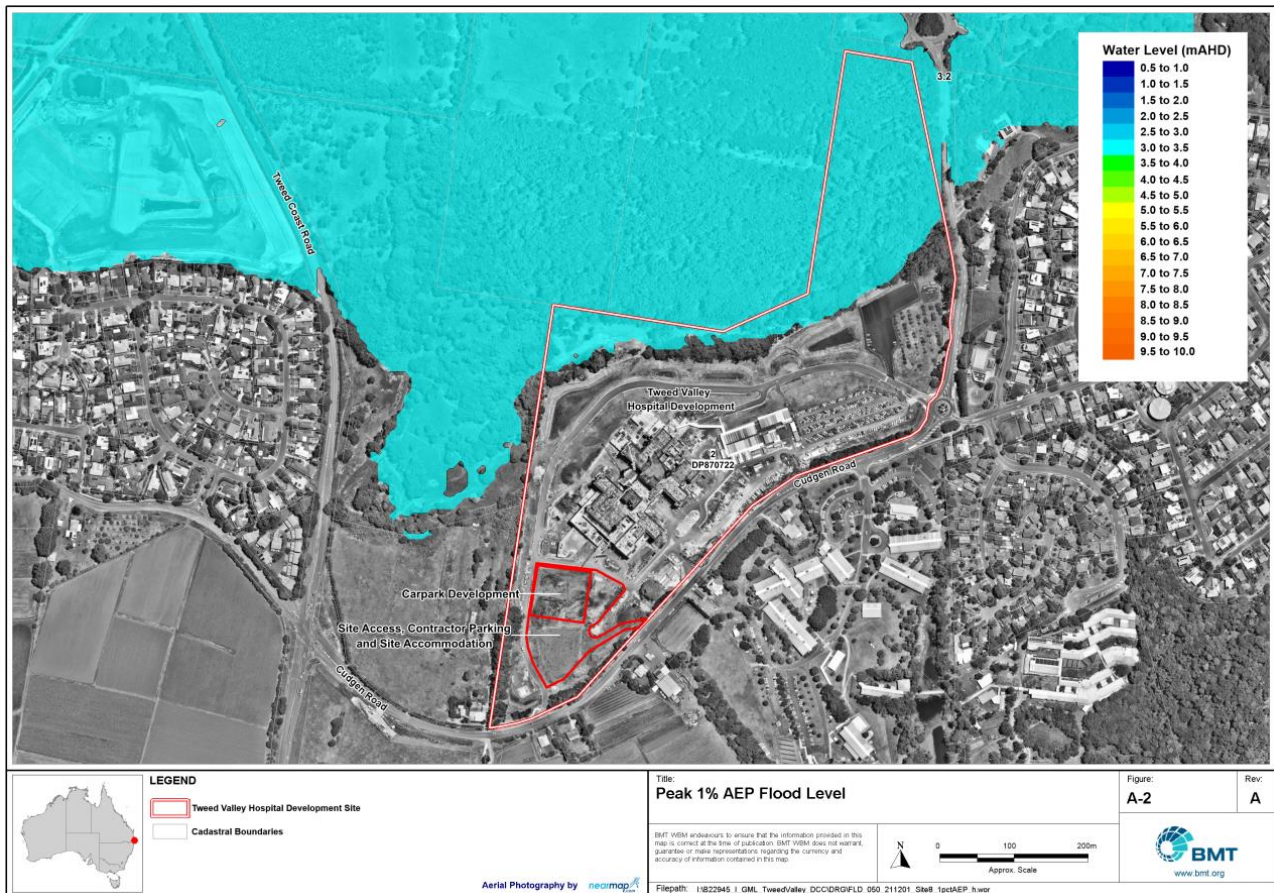 3.2
Water Level (mAHD)
0.5 to 1.0
1.0 to 1.5
1.5 to 2.0
2.0 to 2.5
2.5 to 3.0
3.0 to 3.5
3.5 to 4.0
4.0 to 4.5
4.5 to 5.0
5.0 to 5.5
5.5 to 6.0
6.0 to 6.5
6.5 to 7.0
7.0 to 7.5
7.5 to 8.0
8.0 to 8.5
8.5 to 9.0
9.0 to 9.5
9.5 to 10.0
Tweed Coast Road
Tweed Valley
Hospital Development
2
DP870722
Cudgen Road
Carpark Development
Site Access, Contractor Parking
and Site Accommodation
Cudgen Road
LEGEND
Tweed Valley Hospital Development Site
Cadastral Boundaries
Aerial Photography by nearmap.com
Title:
Peak 1% AEP Flood Level
Figure:
A-2
Rev:
A
BMT WBM endeavours to ensure that the information provided in this
map is correct at the time of publication. BMT WBM does not warrant,
guarantee or make representations regarding the currency and
accuracy of information contained in this map.
N
0 100 200m
Approx. Scale
BMT
www.bmt.org
Filepath: I:\B22945_I_GML_TweedValley_DCC\DRG\FLD_050_211201_Site8_1pctAEP_h.wor